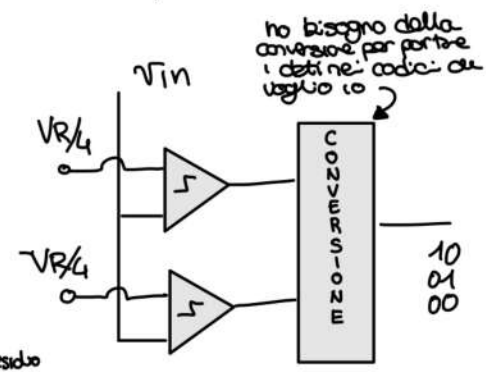 ho bisogno della
conversione per portare
i dati nei codici che
voglio io
Vin
VR/4
-VR/4
CONVERSIONE
10
01
00